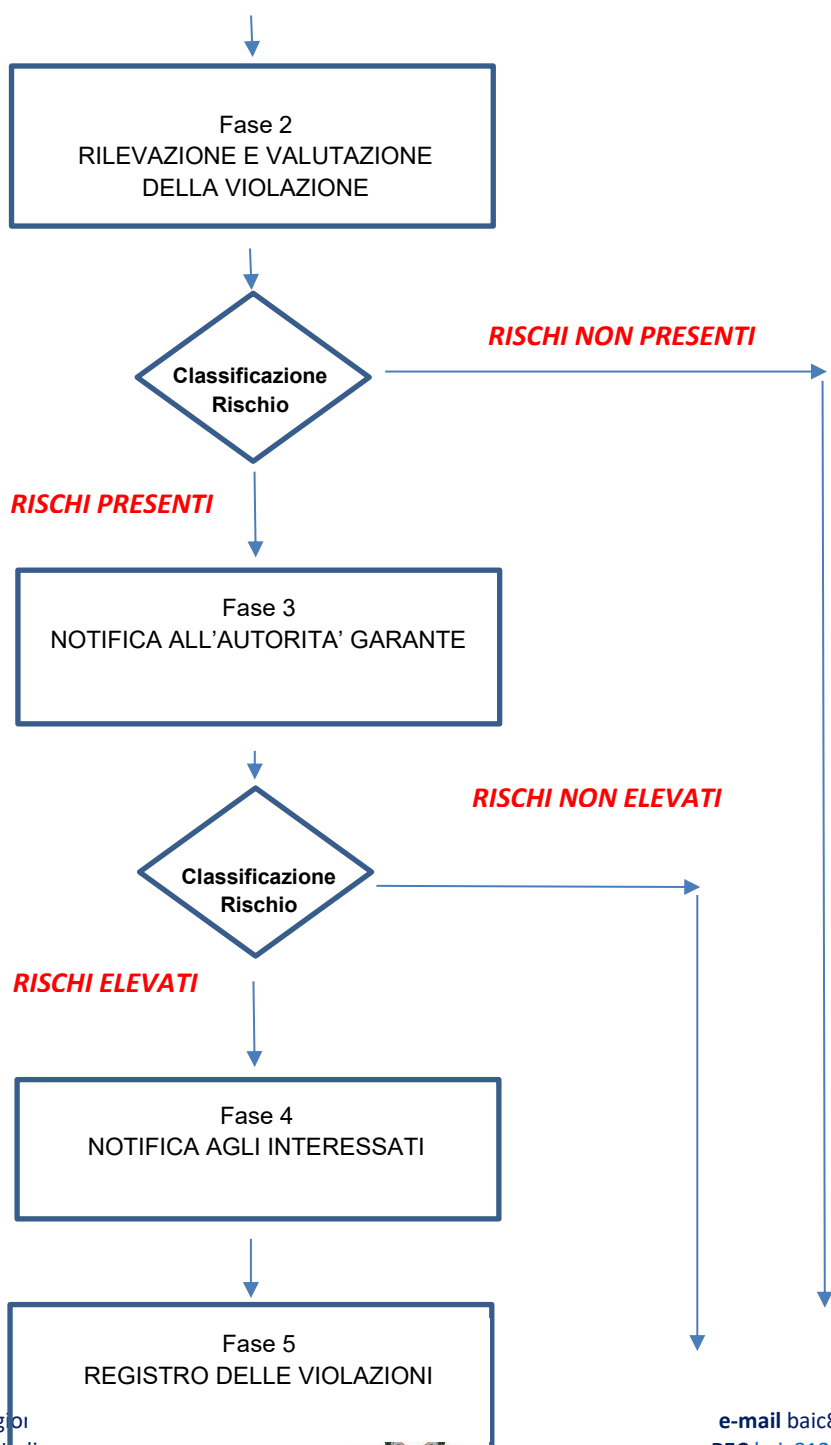 Fase 2
RILEVAZIONE E VALUTAZIONE
DELLA VIOLAZIONE
RISCHI NON PRESENTI
Classificazione
Rischio
RISCHI PRESENTI
Fase 3
NOTIFICA ALL’AUTORITA’ GARANTE
RISCHI NON ELEVATI
Classificazione
Rischio
RISCHI ELEVATI
Fase 4
NOTIFICA AGLI INTERESSATI
Fase 5
REGISTRO DELLE VIOLAZIONI
e-mail